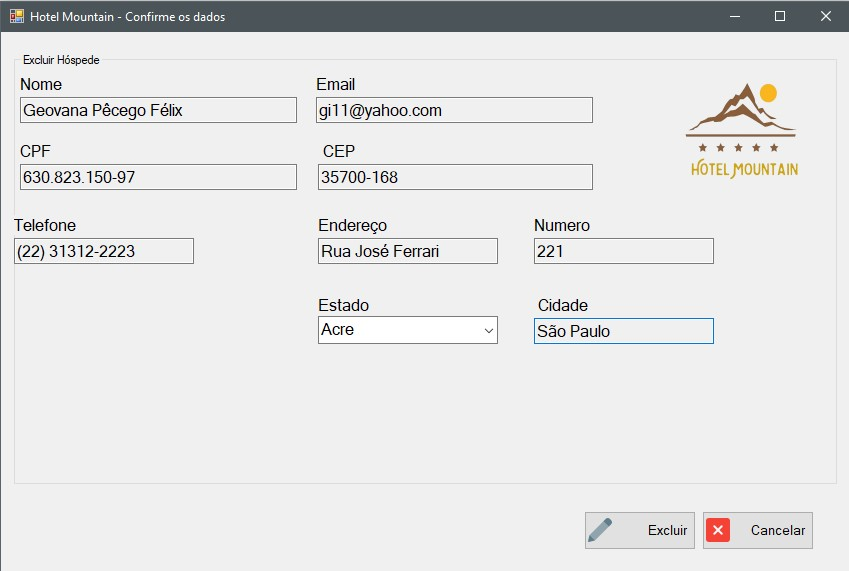 Hotel Mountain - Confirme os dados
Excluir Hóspede
Nome
Email
Geovana Pêcego Félix
gi11@yahoo.com
CPF
CEP
630.823.150-97
35700-168
HOTEL MOUNTAIN
Telefone
Endereço
Numero
(22) 31312-2223
Rua José Ferrari
221
Estado
Cidade
Acre
São Paulo
Excluir
Cancelar